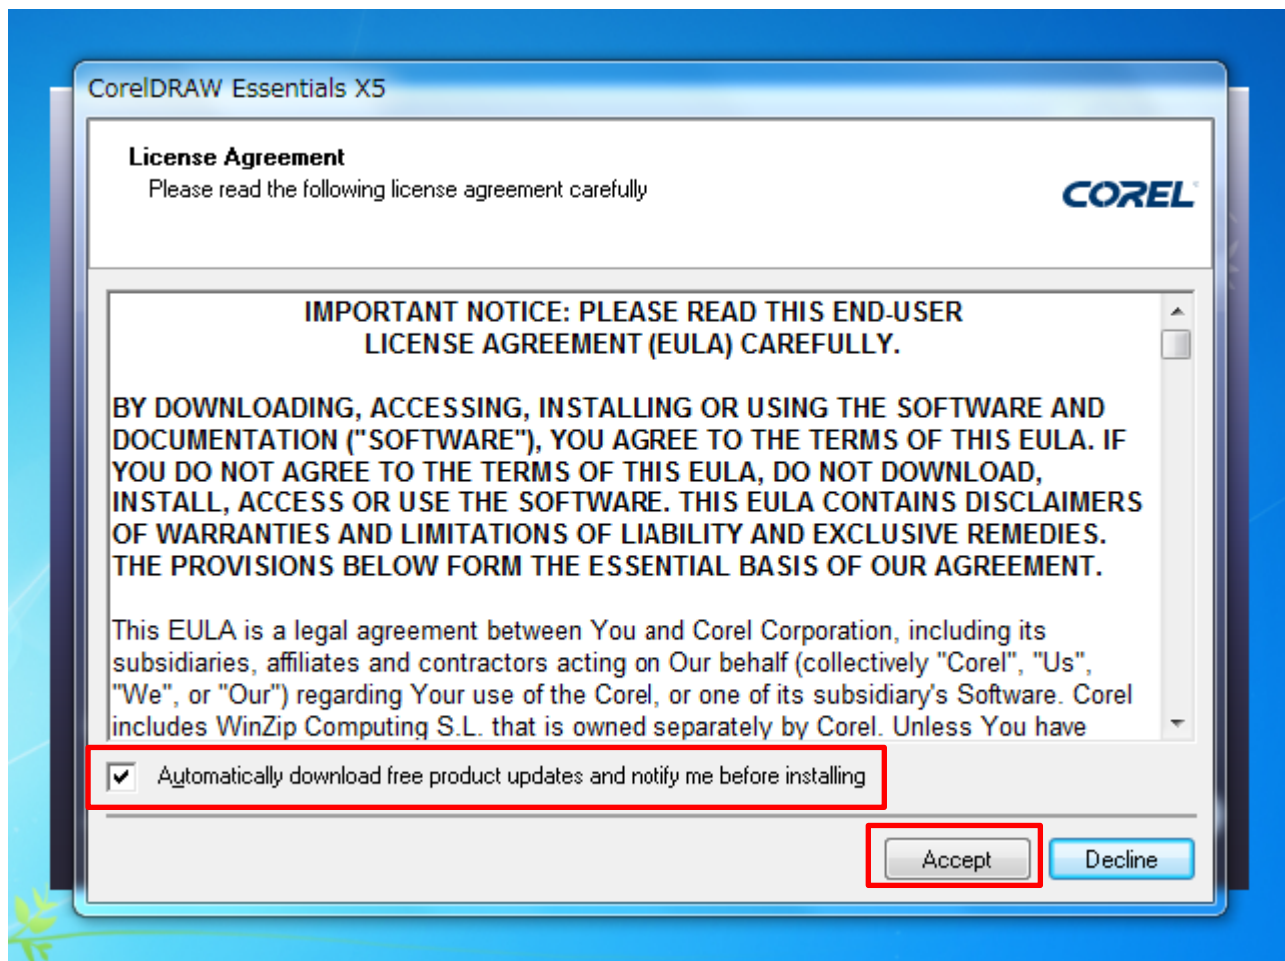 CorelDRAW Essentials X5
License Agreement
Please read the following license agreement carefully
COREL
IMPORTANT NOTICE: PLEASE READ THIS END-USER
LICENSE AGREEMENT (EULA) CAREFULLY.
BY DOWNLOADING, ACCESSING, INSTALLING OR USING THE SOFTWARE AND
DOCUMENTATION ("SOFTWARE"), YOU AGREE TO THE TERMS OF THIS EULA. IF
YOU DO NOT AGREE TO THE TERMS OF THIS EULA, DO NOT DOWNLOAD,
INSTALL, ACCESS OR USE THE SOFTWARE. THIS EULA CONTAINS DISCLAIMERS
OF WARRANTIES AND LIMITATIONS OF LIABILITY AND EXCLUSIVE REMEDIES.
THE PROVISIONS BELOW FORM THE ESSENTIAL BASIS OF OUR AGREEMENT.
This EULA is a legal agreement between You and Corel Corporation, including its
subsidiaries, affiliates and contractors acting on Our behalf (collectively "Corel", "Us",
"We", or "Our") regarding Your use of the Corel, or one of its subsidiary's Software. Corel
includes WinZip Computing S.L. that is owned separately by Corel. Unless You have
Automatically download free product updates and notify me before installing
Accept
Decline